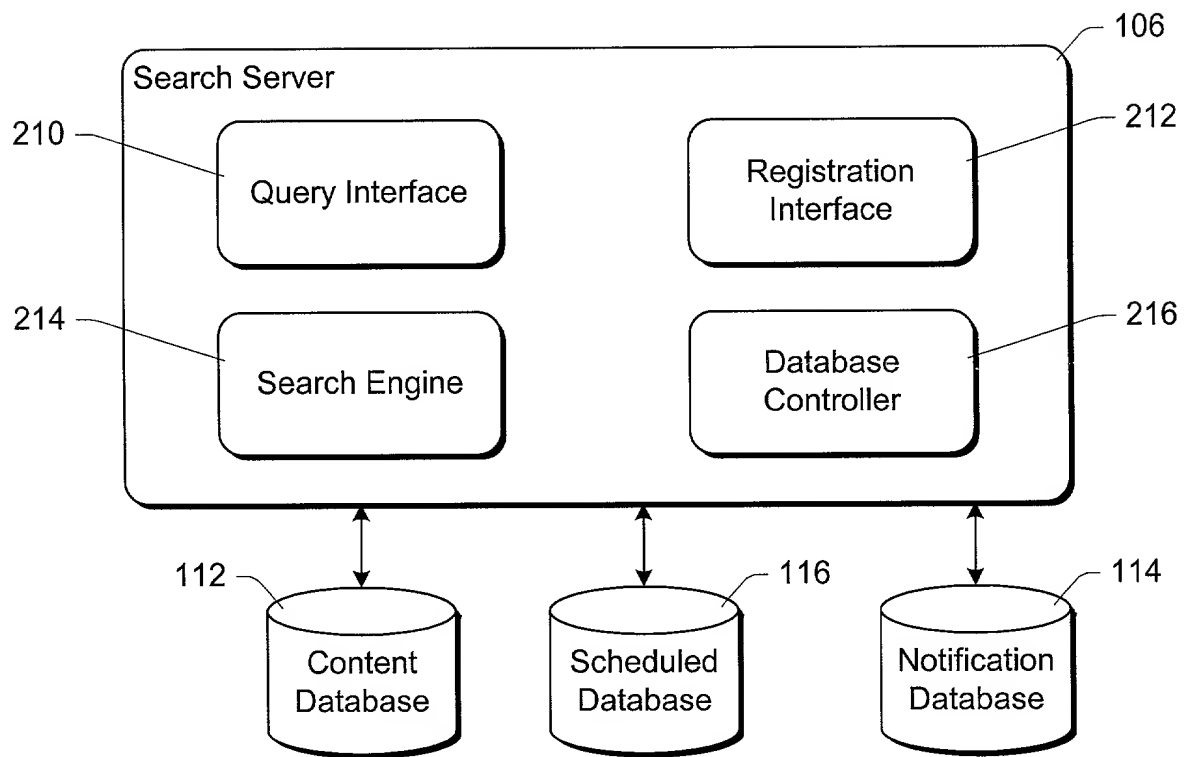 106
Search Server
210
212
Query Interface
Registration
Interface
214
216
Search Engine
Database
Controller
112
116
114
Content
Database
Scheduled
Database
Notification
Database